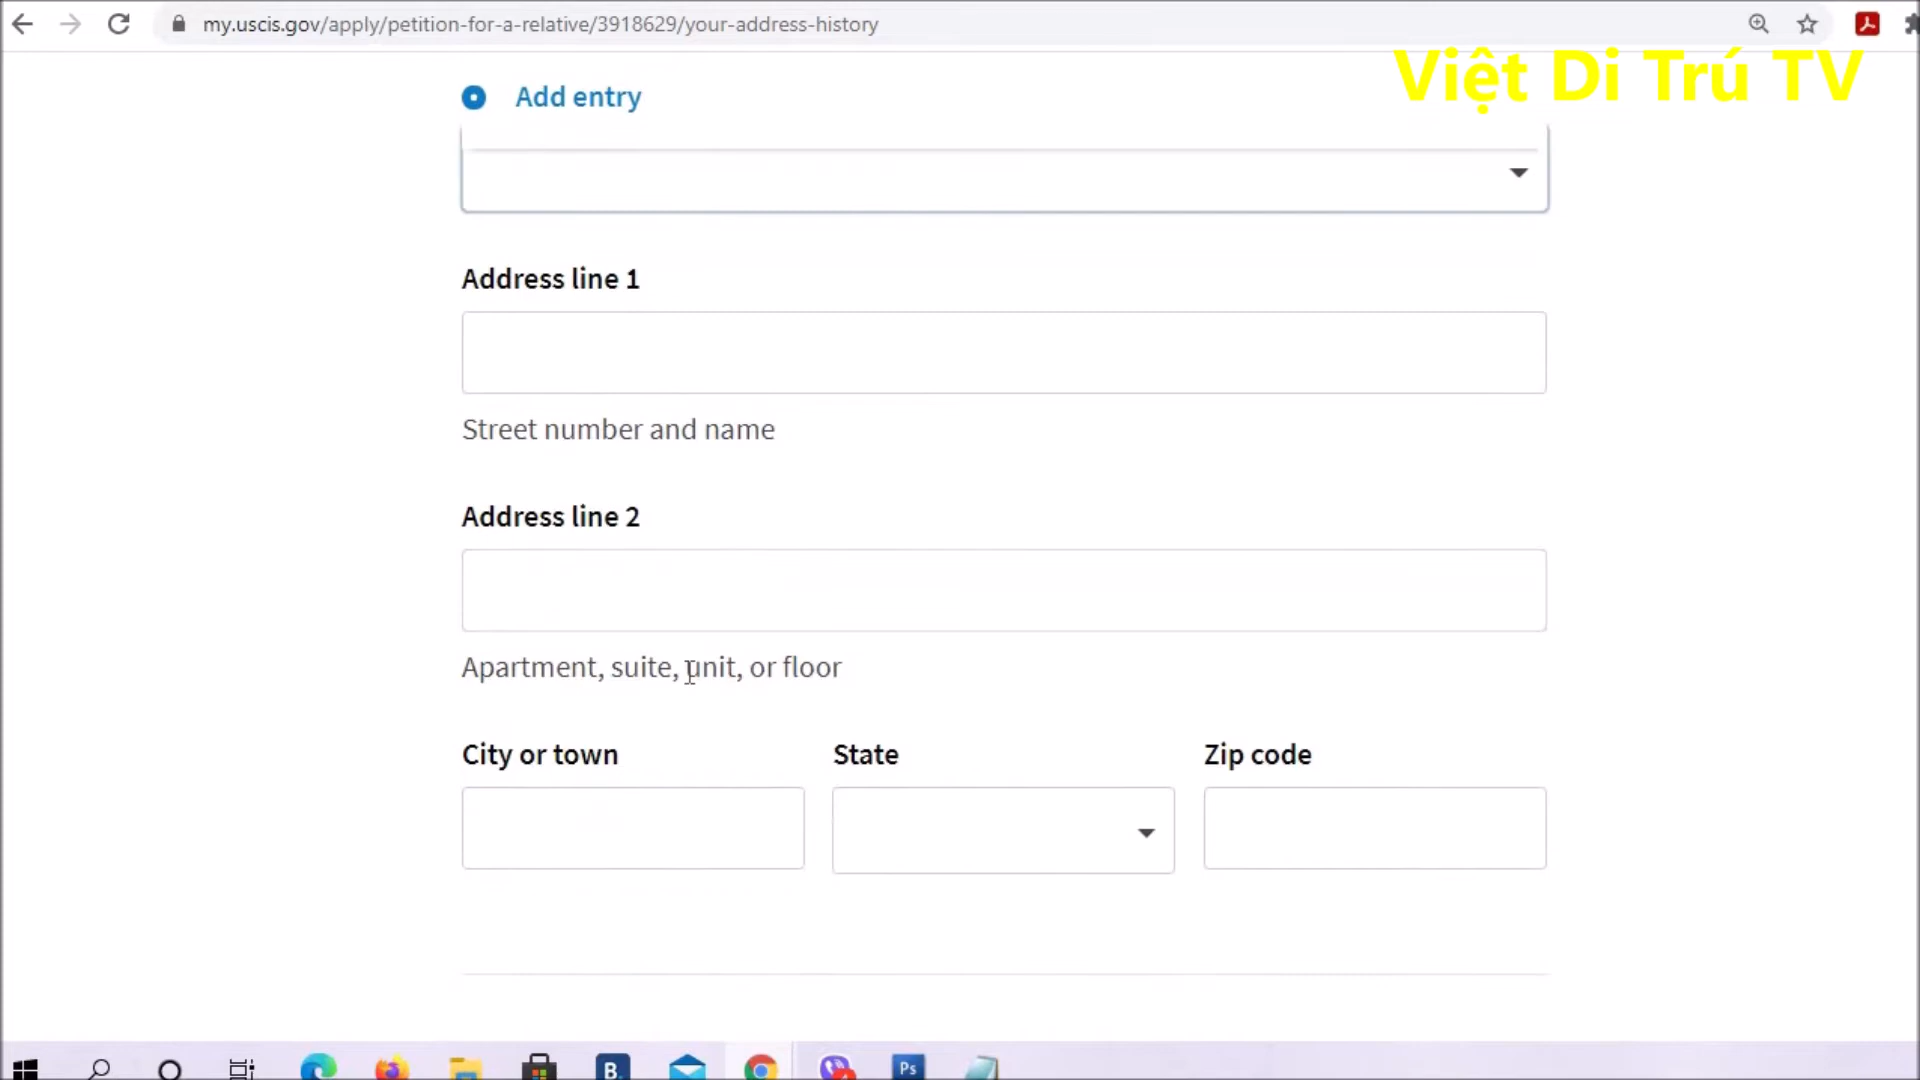 my.uscis.gov/apply/petition-for-a-relative/3918629/your-address-history
Việt Di Trú TV
Add entry
Address line 1
Street number and name
Address line 2
Apartment, suite, unit, or floor
City or town
State
Zip code
B.
Ps